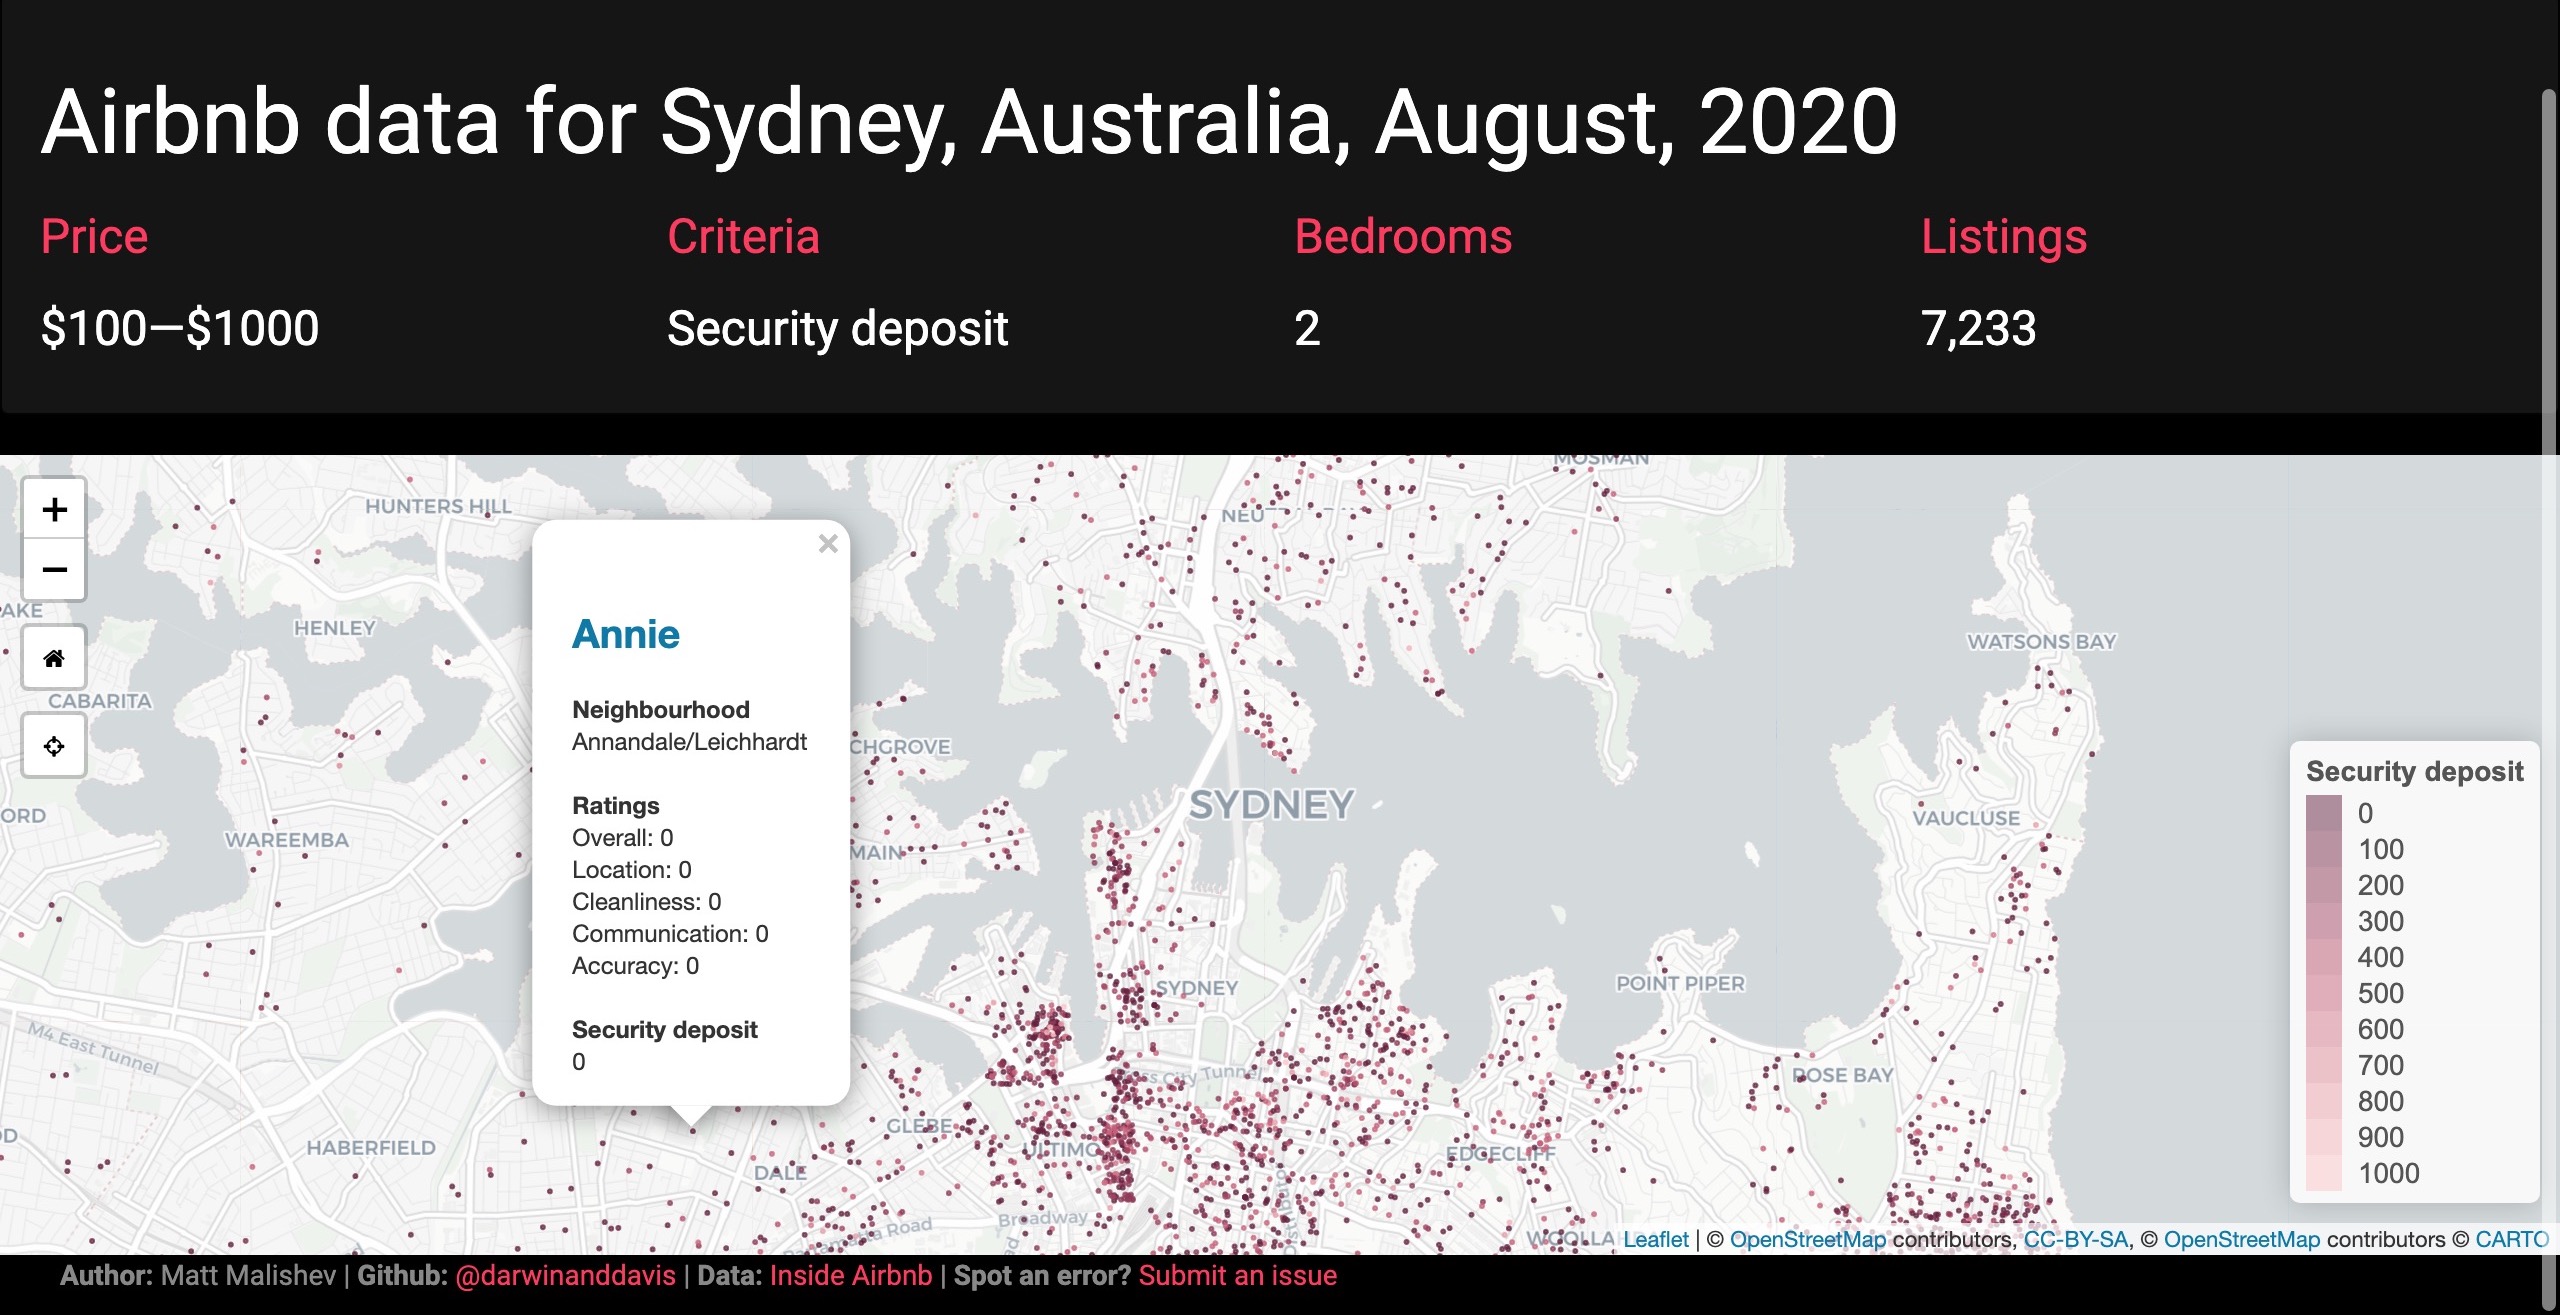 Airbnb data for Sydney, Australia, August, 2020
Price
Criteria
Bedrooms
Listings
$100—$1000
Security deposit
2
7,233
MOSMAN
+
HUNTERS HILL
×
−
AKE
HENLEY
Annie
WATSONS BAY
CABARITA
Neighbourhood
Annandale/Leichhardt
CHGROVE
Ratings
Overall: 0
Location: 0
Cleanliness: 0
Communication: 0
Accuracy: 0
Security deposit
0
SYDNEY
ORD
WAREEMBA
MAIN
VAUCLUSE
Security deposit
0
100
200
300
400
500
600
700
800
900
1000
SYDNEY
POINT PIPER
M4 East Tunnel
ROSE BAY
GLEBE
HABERFIELD
ULTIMO
EDGECLIFF
DALE
Broadway
Road
Leaflet | © OpenStreetMap contributors, CC-BY-SA, © OpenStreetMap contributors © CARTO
Author: Matt Malishev | Github: @darwinanddavis | Data: Inside Airbnb | Spot an error? Submit an issue